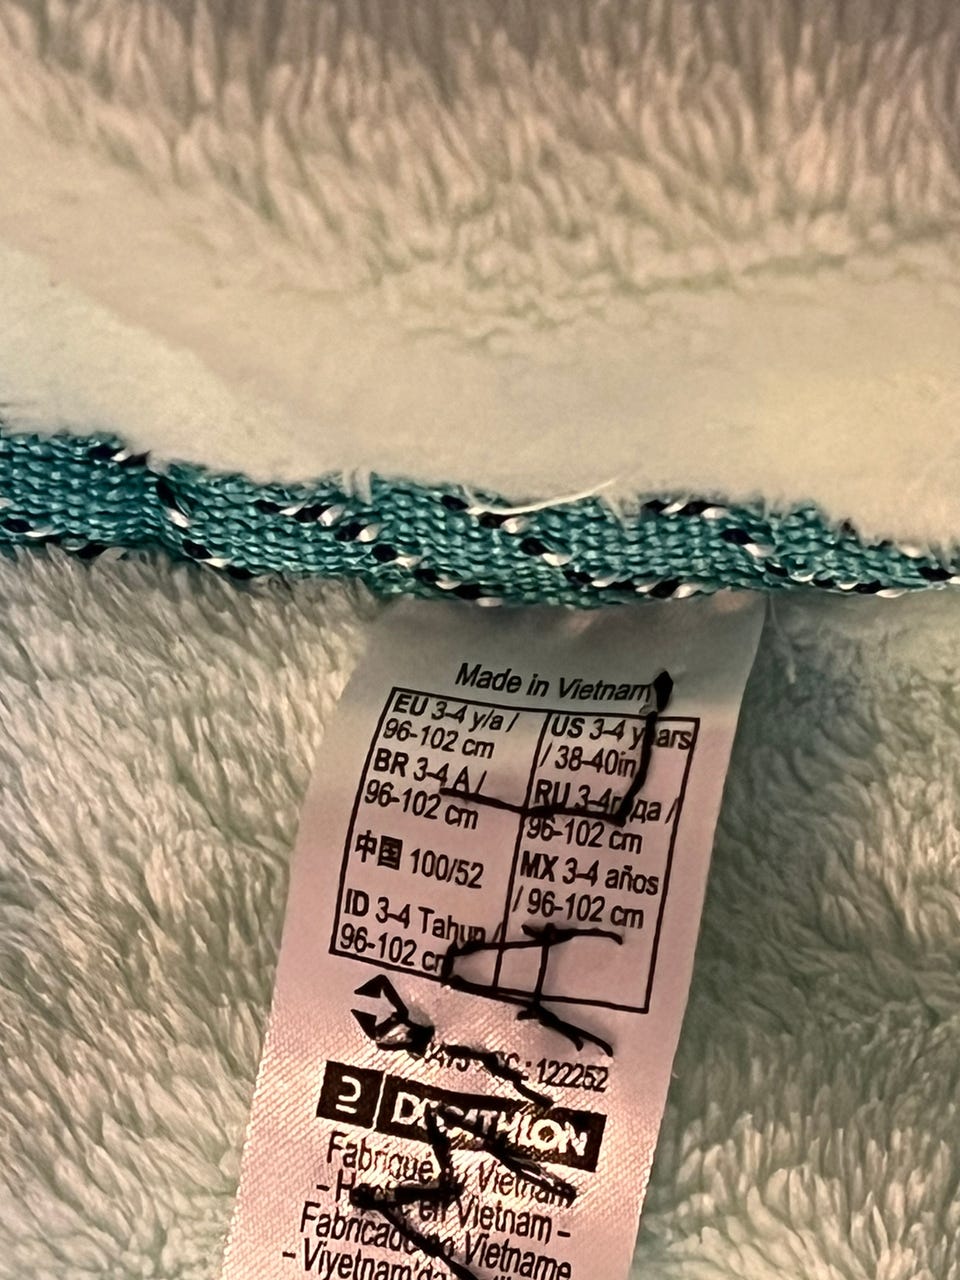 Made in Vietnam
EU 3-4 y/a /
96-102 cm
BR 3-4 A /
96-102 cm
中国 100/52
ID 3-4 Tahun /
96-102 cm
US 3-4 years
/ 38-40in
RU 3-4года /
96-102 cm
MX 3-4 años
/ 96-102 cm
: 122252
DECATHLON
Fabriqué Vietnam
- en Vietnam -
Fabricado no Vietname
- Viyetnam'da